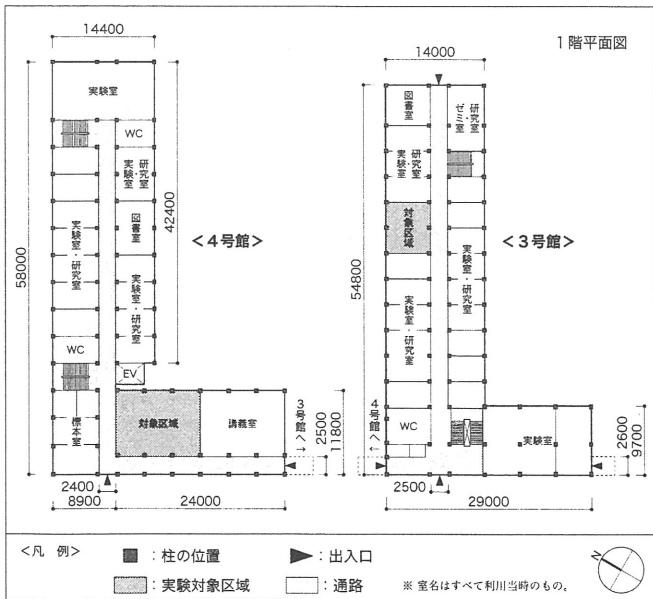 1階平面図
14400
実験室
WC
実験室・研究室
図書室
実験室・研究室
42400
58000
実験室・研究室
<4号館>
WC
EV
標本室
対象区域
講義室
3号館へ→
2500
11800
2400
8900
24000
14000
図書室
ゼミ室・研究室
実験室・研究室
対象区域
<3号館>
54800
実験室・研究室
実験室・研究室
4号館へ←
WC
実験室
2600
9700
2500
29000
<凡 例>
:柱の位置
:出入口
:実験対象区域
:通路
※ 室名はすべて利用当時のもの。
N